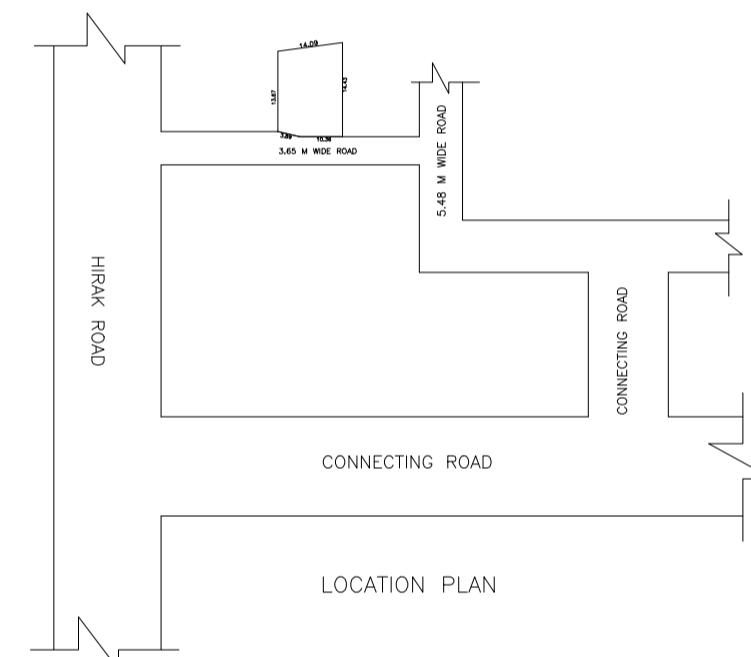 14.09
13.87
14.43
3.89
10.36
3.65 M WIDE ROAD
5.48 M WIDE ROAD
HIRAK ROAD
CONNECTING ROAD
CONNECTING ROAD
LOCATION PLAN